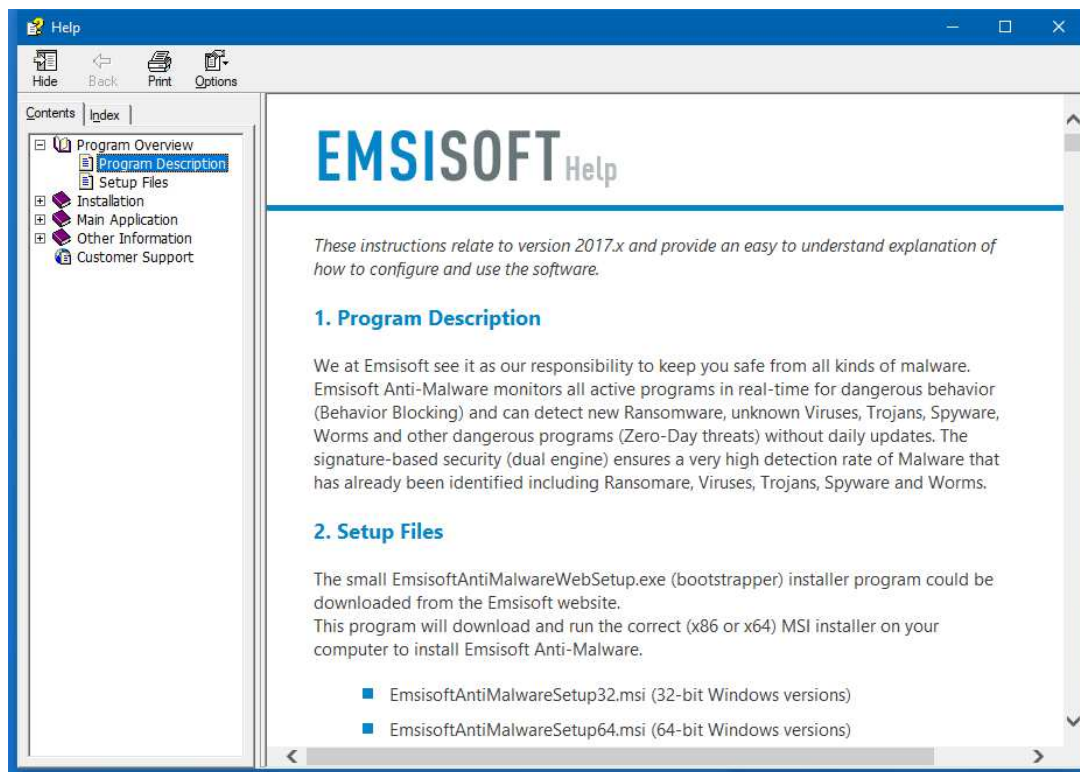 Help
Hide Back Print Options
Contents Index
Program Overview
Program Description
Setup Files
Installation
Main Application
Other Information
Customer Support
EMSISOFT Help
These instructions relate to version 2017.x and provide an easy to understand explanation of
how to configure and use the software.
1. Program Description
We at Emsisoft see it as our responsibility to keep you safe from all kinds of malware.
Emsisoft Anti-Malware monitors all active programs in real-time for dangerous behavior
(Behavior Blocking) and can detect new Ransomware, unknown Viruses, Trojans, Spyware,
Worms and other dangerous programs (Zero-Day threats) without daily updates. The
signature-based security (dual engine) ensures a very high detection rate of Malware that
has already been identified including Ransomare, Viruses, Trojans, Spyware and Worms.
2. Setup Files
The small EmsisoftAntiMalwareWebSetup.exe (bootstrapper) installer program could be
downloaded from the Emsisoft website.
This program will download and run the correct (x86 or x64) MSI installer on your
computer to install Emsisoft Anti-Malware.
EmsisoftAntiMalwareSetup32.msi (32-bit Windows versions)
EmsisoftAntiMalwareSetup64.msi (64-bit Windows versions)